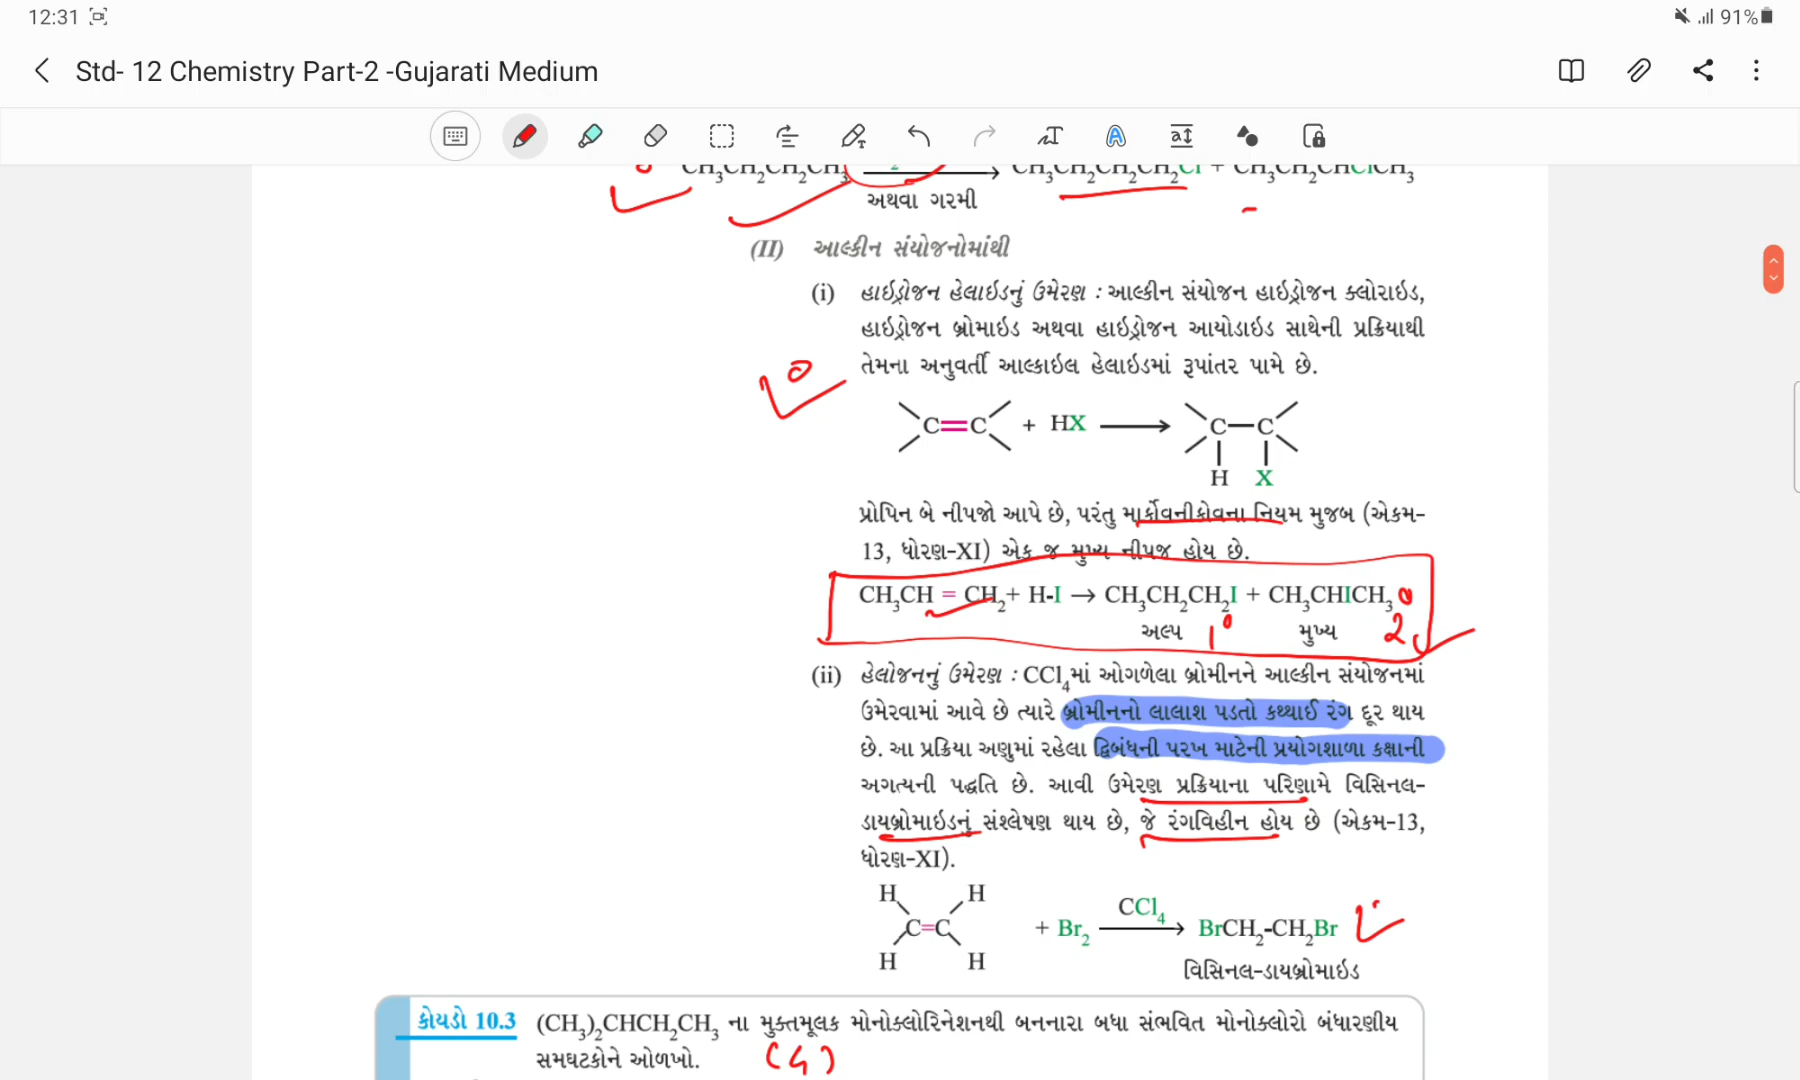 12:31
91%
Std- 12 Chemistry Part-2 -Gujarati Medium
CH₃CH₂CH₂CH₃ ⟶ CH₃CH₂CH₂CH₂Cl + CH₃CH₂CHClCH₃
અથવા ગરમી
(II) આલ્કીન સંયોજનોમાંથી
(i) હાઇડ્રોજન હેલાઇડનું ઉમેરણ : આલ્કીન સંયોજન હાઇડ્રોજન ક્લોરાઇડ,
હાઇડ્રોજન બ્રોમાઇડ અથવા હાઇડ્રોજન આયોડાઇડ સાથેની પ્રક્રિયાથી
તેમના અનુવર્તી આલ્કાઇલ હેલાઇડમાં રૂપાંતર પામે છે.
C=C + HX ⟶ C—C
H X
પ્રોપિન બે નીપજો આપે છે, પરંતુ માર્કોવનીકોવના નિયમ મુજબ (એકમ-
13, ધોરણ-XI) એક જ મુખ્ય નીપજ હોય છે.
CH₃CH = CH₂+ H-I → CH₃CH₂CH₂I + CH₃CHICH₃
અલ્પ 1° મુખ્ય 2°
(ii) હેલોજનનું ઉમેરણ : CCl₄માં ઓગળેલા બ્રોમીનને આલ્કીન સંયોજનમાં
ઉમેરવામાં આવે છે ત્યારે બ્રોમીનનો લાલાશ પડતો કથ્થાઈ રંગ દૂર થાય
છે. આ પ્રક્રિયા અણુમાં રહેલા દ્વિબંધની પરખ માટેની પ્રયોગશાળા કક્ષાની
અગત્યની પદ્ધતિ છે. આવી ઉમેરણ પ્રક્રિયાના પરિણામે વિસિનલ-
ડાયબ્રોમાઇડનું સંશ્લેષણ થાય છે, જે રંગવિહીન હોય છે (એકમ-13,
ધોરણ-XI).
H H
CCl₄
C=C + Br₂ ⟶ BrCH₂-CH₂Br
H H
વિસિનલ-ડાયબ્રોમાઇડ
કોયડો 10.3 (CH₃)₂CHCH₂CH₃ ના મુક્તમૂલક મોનોક્લોરિનેશનથી બનનારા બધા સંભવિત મોનોક્લોરો બંધારણીય
સમઘટકોને ઓળખો. (4)